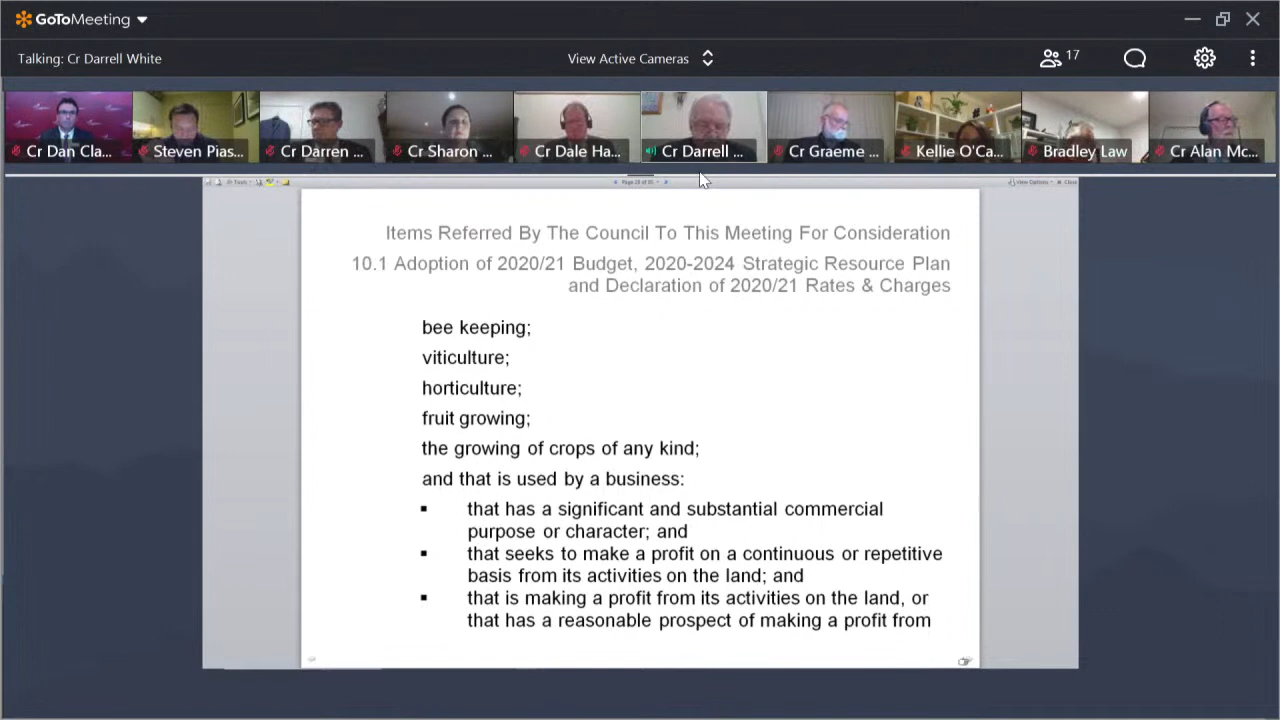 GoToMeeting
Talking: Cr Darrell White
View Active Cameras
17
Cr Dan Cla...
Steven Pias...
Cr Darren ...
Cr Sharon ...
Cr Dale Ha...
Cr Darrell ...
Cr Graeme ...
Kellie O'Ca...
Bradley Law
Cr Alan Mc...
Tools
View Options
Close
Items Referred By The Council To This Meeting For Consideration
10.1 Adoption of 2020/21 Budget, 2020-2024 Strategic Resource Plan
and Declaration of 2020/21 Rates & Charges
bee keeping;
viticulture;
horticulture;
fruit growing;
the growing of crops of any kind;
and that is used by a business:
▪ that has a significant and substantial commercial
purpose or character; and
▪ that seeks to make a profit on a continuous or repetitive
basis from its activities on the land; and
▪ that is making a profit from its activities on the land, or
that has a reasonable prospect of making a profit from